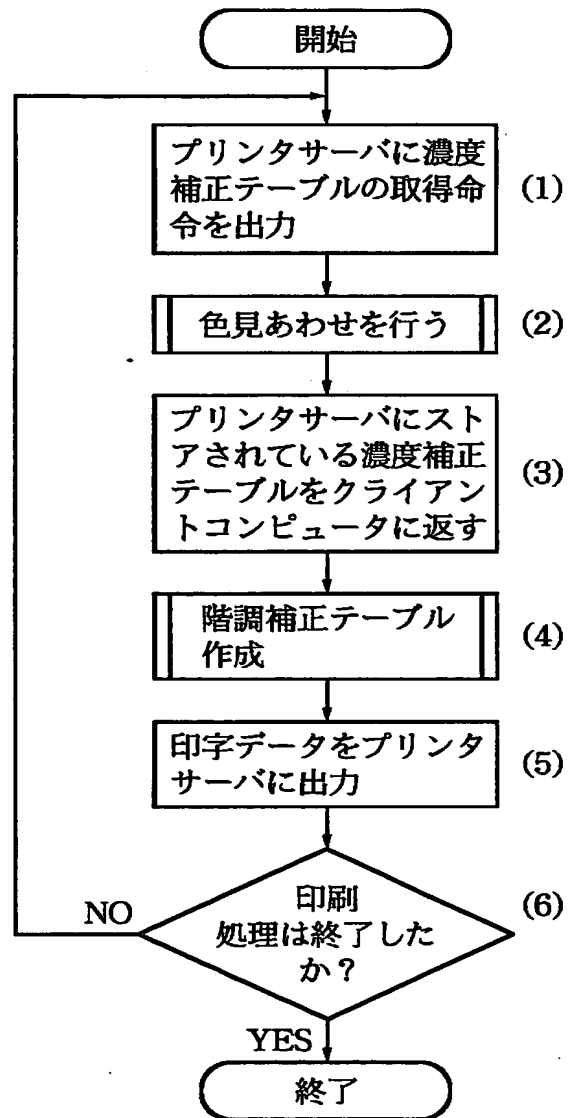 開始
プリンタサーバに濃度
補正テーブルの取得命
令を出力
(1)
色見あわせを行う
(2)
プリンタサーバにスト
アされている濃度補正
テーブルをクライアン
トコンピュータに返す
(3)
階調補正テーブル
作成
(4)
印字データをプリンタ
サーバに出力
(5)
印刷
処理は終了した
か？
(6)
NO
YES
終了